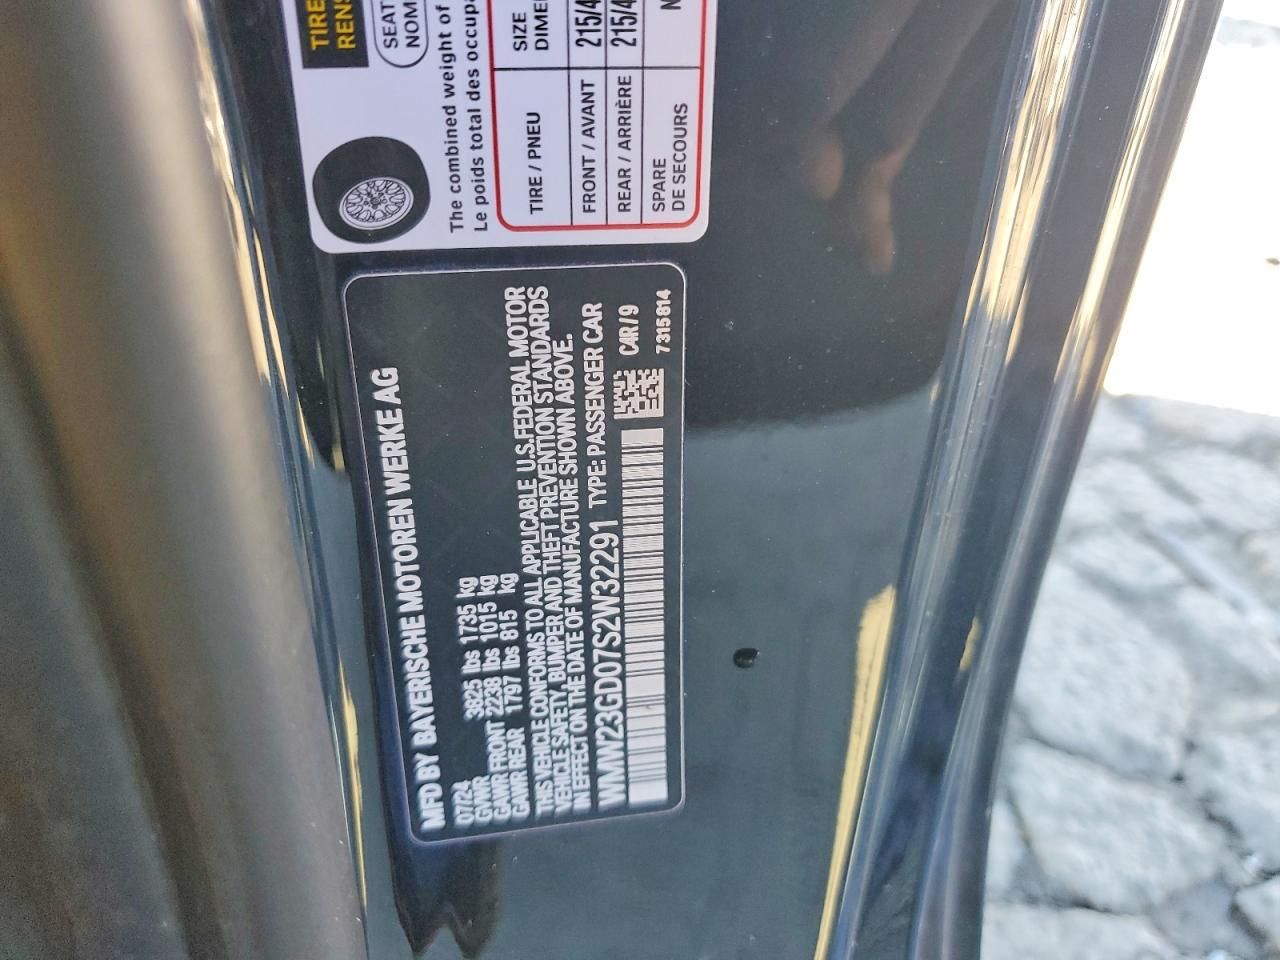 TIRE
RENS
SEAT
NOM
The combined weight of
Le poids total des occupa
TIRE / PNEU SIZE
DIME
FRONT / AVANT 215/4
REAR / ARRIÈRE 215/4
SPARE
DE SECOURS
MFD BY BAYERISCHE MOTOREN WERKE AG
07/24
GVWR 3825 lbs 1735 kg
GAWR FRONT 2238 lbs 1015 kg
GAWR REAR 1797 lbs 815 kg
THIS VEHICLE CONFORMS TO ALL APPLICABLE U.S.FEDERAL MOTOR
VEHICLE SAFETY, BUMPER AND THEFT PREVENTION STANDARDS
IN EFFECT ON THE DATE OF MANUFACTURE SHOWN ABOVE.
WMW23GD07S2W32291 TYPE: PASSENGER CAR
C4R/9
7315814